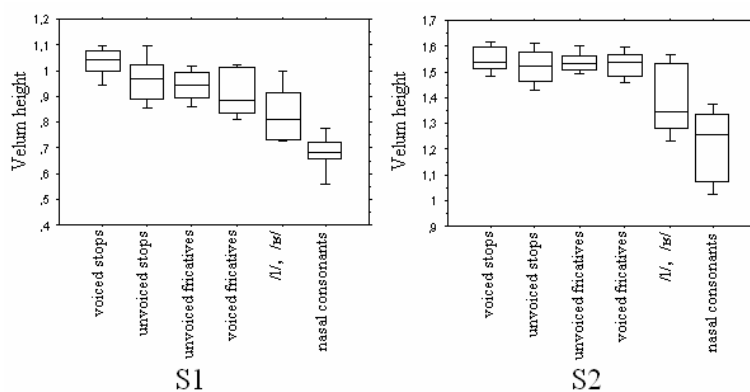 Velum height
1,2
1,1
1
,9
,8
,7
,6
,5
,4
voiced stops
unvoiced stops
unvoiced fricatives
voiced fricatives
/l/, /ʁ/
nasal consonants
S1
Velum height
1,7
1,6
1,5
1,4
1,3
1,2
1,1
1
,9
voiced stops
unvoiced stops
unvoiced fricatives
voiced fricatives
/l/, /ʁ/
nasal consonants
S2